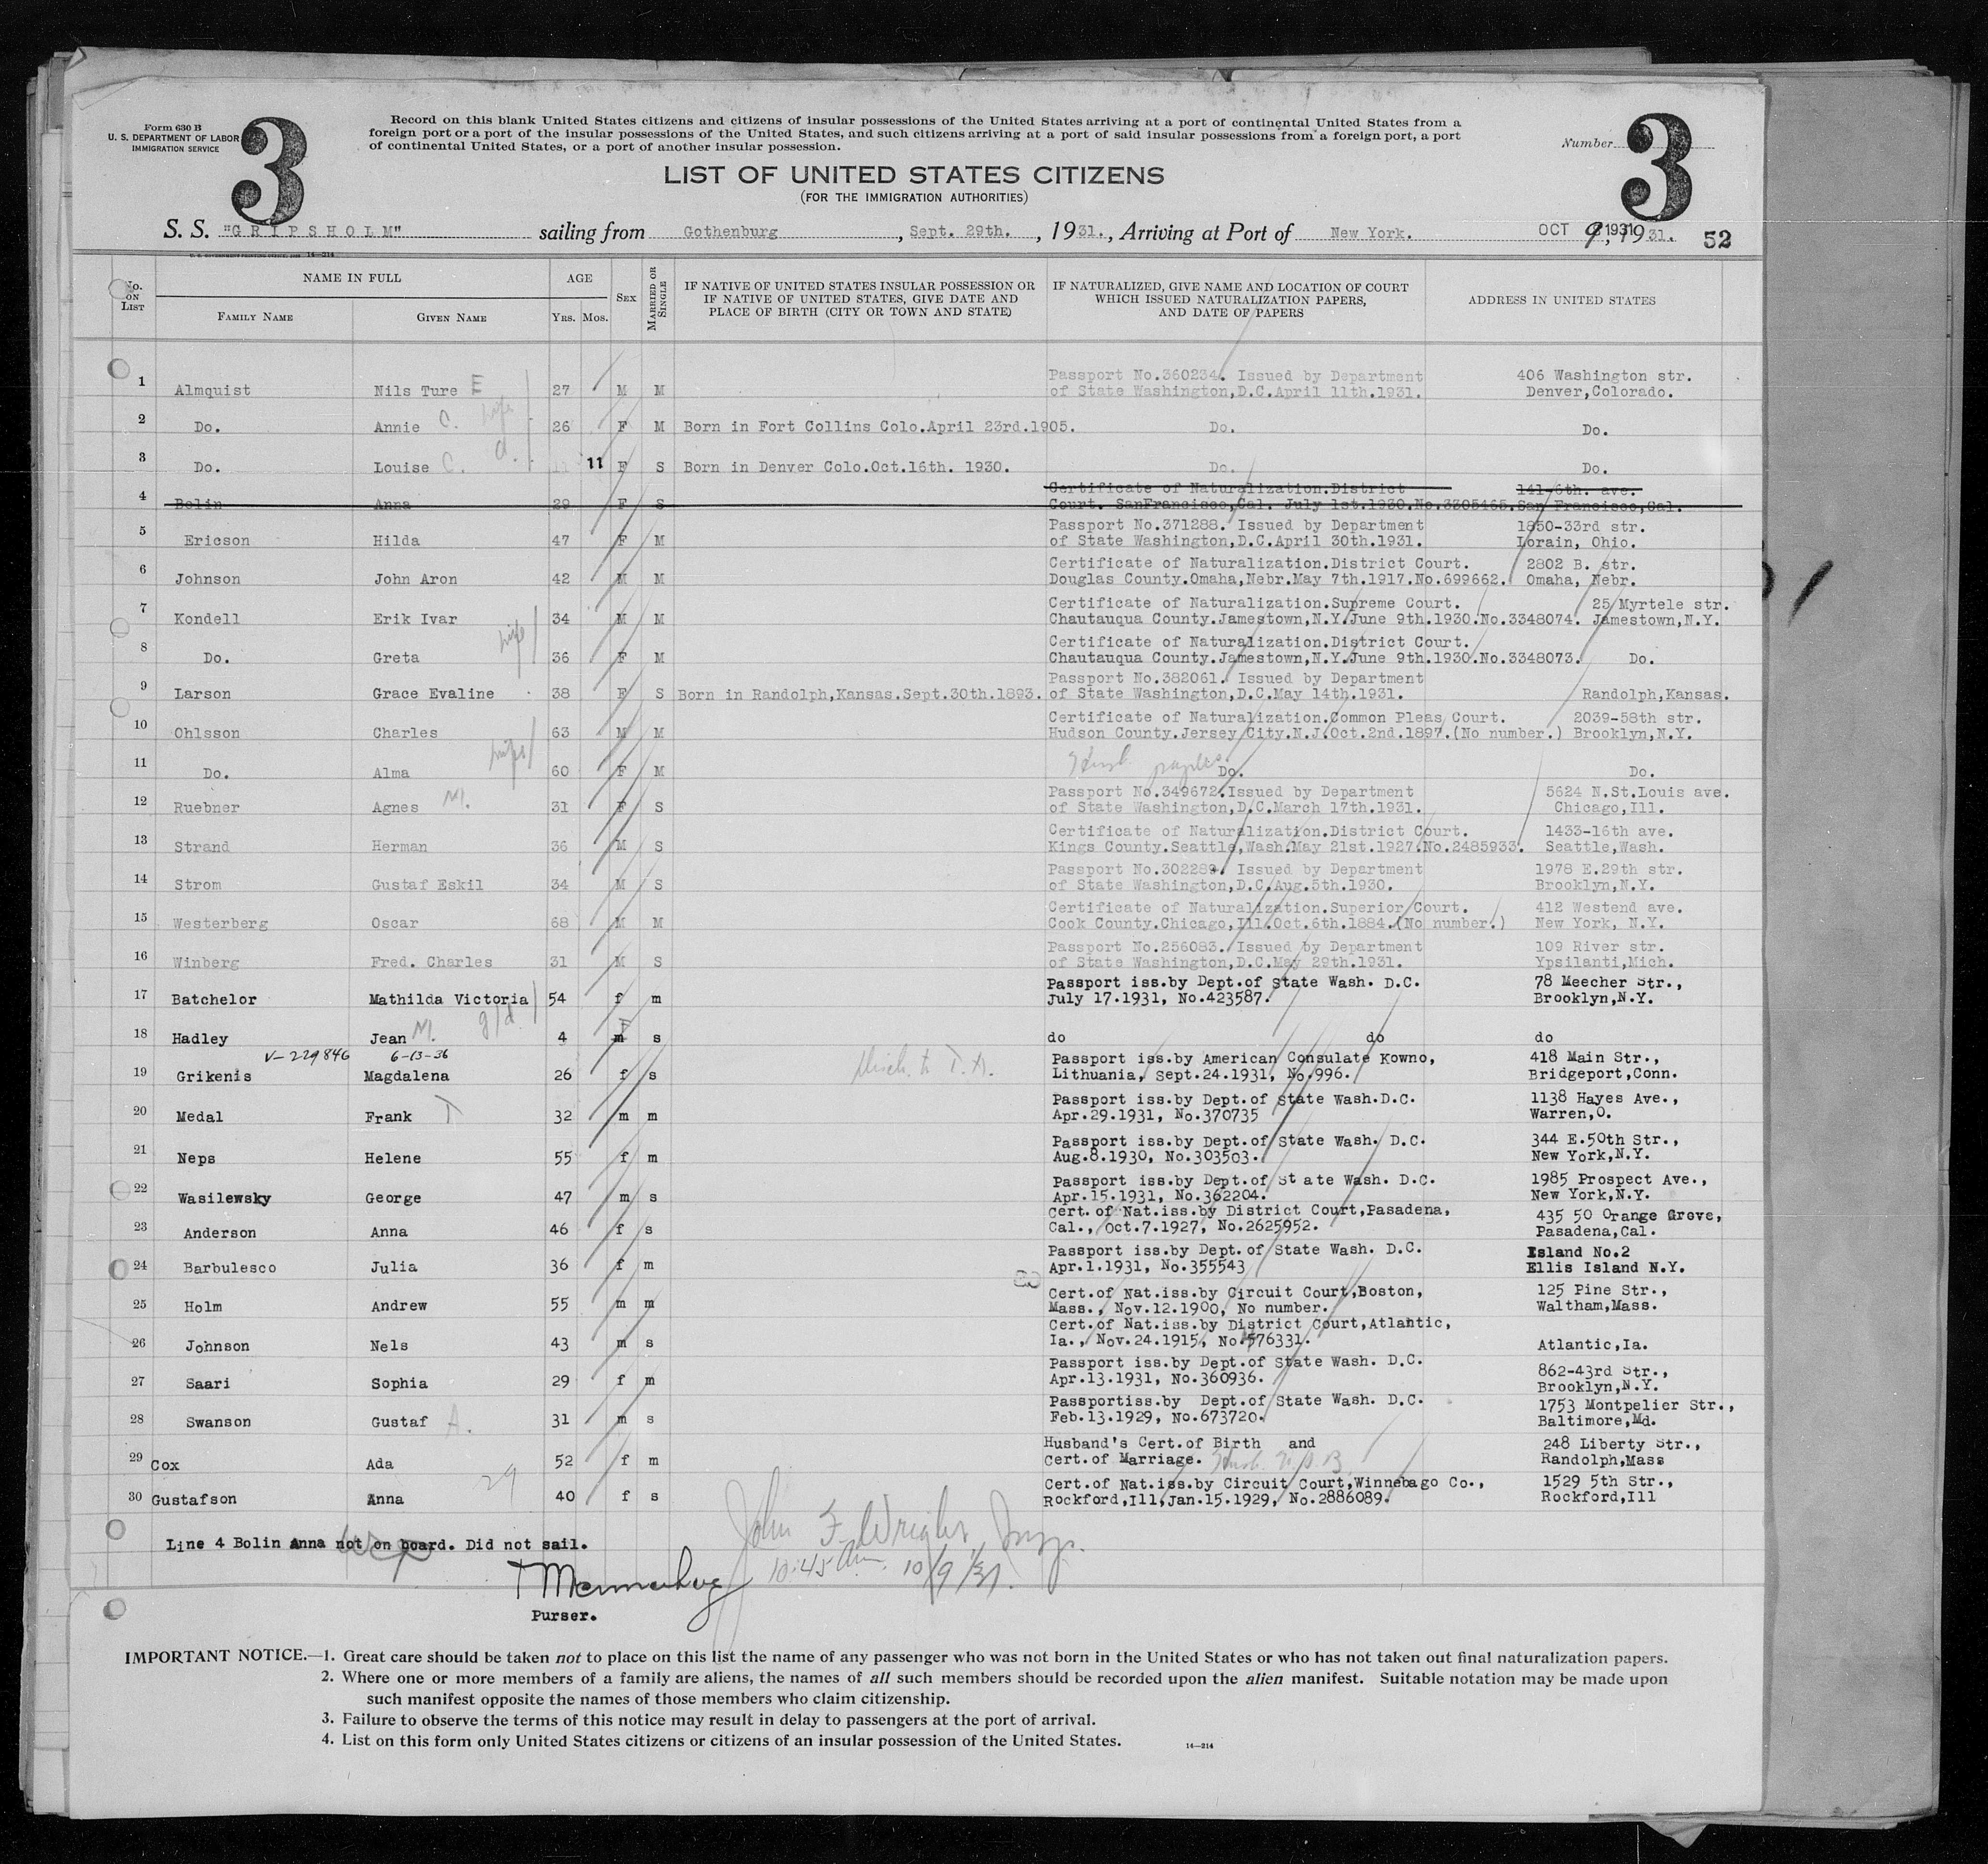 Form 630 B
U. S. DEPARTMENT OF LABOR
IMMIGRATION SERVICE
3
Record on this blank United States citizens and citizens of insular possessions of the United States arriving at a port of continental United States from a
foreign port or a port of the insular possessions of the United States, and such citizens arriving at a port of said insular possessions from a foreign port, a port
of continental United States, or a port of another insular possession.
Number
3
LIST OF UNITED STATES CITIZENS
(FOR THE IMMIGRATION AUTHORITIES)
S. S. "GRIPSHOLM" sailing from Gothenburg, Sept. 29th., 1931., Arriving at Port of New York. OCT 9 1931, 1931. 52
No. ON LIST
NAME IN FULL
FAMILY NAME GIVEN NAME
AGE
YRS. MOS.
SEX
MARRIED OR SINGLE
IF NATIVE OF UNITED STATES INSULAR POSSESSION OR
IF NATIVE OF UNITED STATES, GIVE DATE AND
PLACE OF BIRTH (CITY OR TOWN AND STATE)
IF NATURALIZED, GIVE NAME AND LOCATION OF COURT
WHICH ISSUED NATURALIZATION PAPERS,
AND DATE OF PAPERS
ADDRESS IN UNITED STATES
Passport No.360234. Issued by Department 406 Washington str.
1 Almquist Nils Ture E 27 M M of State Washington,D.C.April 11th.1931. Denver,Colorado.
2 Do. Annie C. wife 26 F M Born in Fort Collins Colo.April 23rd.1905. Do. Do.
3 Do. Louise C. d. 11 11 F S Born in Denver Colo.Oct.16th. 1930. Do. Do.
Certificate of Naturalization.District 141-6th. ave.
4 Bolin Anna 29 F S Court. SanFrancisco,Cal. July 1st.1930.No.3305465.San Francisco,Cal.
Passport No.371288. Issued by Department 1850-33rd str.
5 Ericson Hilda 47 F M of State Washington,D.C.April 30th.1931. Lorain, Ohio.
Certificate of Naturalization.District Court. 2802 B. str.
6 Johnson John Aron 42 M M Douglas County.Omaha,Nebr.May 7th.1917.No.699662. Omaha, Nebr.
Certificate of Naturalization.Supreme Court. 25 Myrtele str.
7 Kondell Erik Ivar 34 M M Chautauqua County.Jamestown,N.Y.June 9th.1930.No.3348074. Jamestown,N.Y.
Certificate of Naturalization.District Court.
8 Do. Greta wife 36 F M Chautauqua County.Jamestown,N.Y.June 9th.1930.No.3348073. Do.
Passport No.382061. Issued by Department
9 Larson Grace Evaline 38 F S Born in Randolph,Kansas.Sept.30th.1893. of State Washington,D.C.May 14th.1931. Randolph,Kansas.
Certificate of Naturalization.Common Pleas Court. 2039-58th str.
10 Ohlsson Charles 63 M M Hudson County.Jersey City.N.J.Oct.2nd.1897.(No number.) Brooklyn,N.Y.
11 Do. Alma wife 60 F M Husb. papers Do. Do.
Passport No.349672.Issued by Department 5624 N.St.Louis ave.
12 Ruebner Agnes M. 31 F S of State Washington,D.C.March 17th.1931. Chicago,Ill.
Certificate of Naturalization.District Court. 1433-16th ave.
13 Strand Herman 36 M S Kings County.Seattle,Wash.May 21st.1927.No.2485933. Seattle,Wash.
Passport No.302289. Issued by Department 1978 E.29th str.
14 Strom Gustaf Eskil 34 M S of State Washington,D.C.Aug.5th.1930. Brooklyn,N.Y.
Certificate of Naturalization.Superior Court. 412 Westend ave.
15 Westerberg Oscar 68 M M Cook County.Chicago,Ill.Oct.6th.1884.(No number.) New York, N.Y.
Passport No.256083. Issued by Department 109 River str.
16 Winberg Fred. Charles 31 M S of State Washington,D.C.May 29th.1931. Ypsilanti,Mich.
Passport iss.by Dept.of State Wash. D.C. 78 Meecher Str.,
17 Batchelor Mathilda Victoria 54 f m July 17.1931, No.423587. Brooklyn,N.Y.
18 Hadley Jean M. g/d 4 m F s do do do
V-229846 6-13-36 Passport iss.by American Consulate Kowno, 418 Main Str.,
19 Grikenis Magdalena 26 f s Lithuania, Sept.24.1931, No.996. Bridgeport,Conn.
Passport iss.by Dept.of State Wash.D.C. 1138 Hayes Ave.,
20 Medal Frank T 32 m m Apr.29.1931, No.370735 Warren,O.
Passport iss.by Dept.of State Wash. D.C. 344 E.50th Str.,
21 Neps Helene 55 f m Aug.8.1930, No.303503. New York,N.Y.
Passport iss.by Dept.of St ate Wash. D.C. 1985 Prospect Ave.,
22 Wasilewsky George 47 m s Apr.15.1931, No.362204. New York,N.Y.
Cert. of Nat.iss.by District Court,Pasadena, 435 50 Orange Grove,
23 Anderson Anna 46 f s Cal., Oct.7.1927, No.2625952. Pasadena,Cal.
Passport iss.by Dept. of State Wash. D.C. Island No.2
24 Barbulesco Julia 36 f m Apr.1.1931, No.355543 Ellis Island N.Y.
Cert.of Nat.iss.by Circuit Court,Boston, 125 Pine Str.,
25 Holm Andrew 55 m m Mass., Nov.12.1900, No number. Waltham,Mass.
Cert.of Nat.iss.by District Court,Atlantic,
26 Johnson Nels 43 m s Ia., Nov.24.1915, No.576331. Atlantic,Ia.
Passport iss.by Dept.of State Wash. D.C. 862-43rd Str.,
27 Saari Sophia 29 f m Apr.13.1931, No.360936. Brooklyn,N.Y.
Passportiss.by Dept.of State Wash. D.C. 1753 Montpelier Str.,
28 Swanson Gustaf A. 31 m s Feb.13.1929, No.673720. Baltimore,Md.
Husband's Cert.of Birth and 248 Liberty Str.,
29 Cox Ada 52 f m Cert.of Marriage. Randolph,Mass
29
Cert.of Nat.iss.by Circuit Court,Winnebago Co., 1529 5th Str.,
30 Gustafson Anna 40 f s Rockford,Ill,Jan.15.1929, No.2886089. Rockford,Ill
Line 4 Bolin Anna not on board. Did not sail.
John F. Wright, Insp.
10:45 am. 10/9/31.
Purser.
IMPORTANT NOTICE.—1. Great care should be taken not to place on this list the name of any passenger who was not born in the United States or who has not taken out final naturalization papers.
2. Where one or more members of a family are aliens, the names of all such members should be recorded upon the alien manifest. Suitable notation may be made upon
such manifest opposite the names of those members who claim citizenship.
3. Failure to observe the terms of this notice may result in delay to passengers at the port of arrival.
4. List on this form only United States citizens or citizens of an insular possession of the United States.
14—214